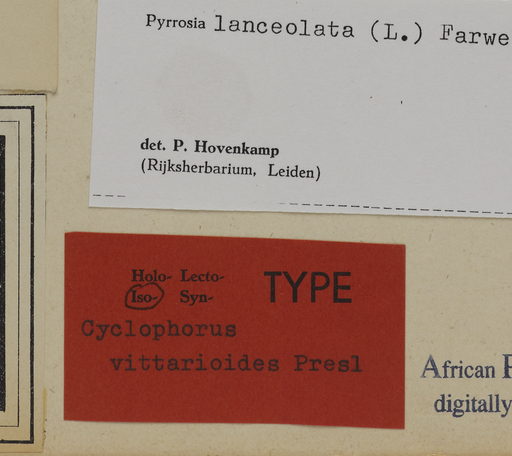 Pyrrosia lanceolata (L.) Farwe
det. P. Hovenkamp
(Rijksherbarium, Leiden)
Holo- Lecto-
Iso- Syn- TYPE
Cyclophorus
vittarioides Presl
African
digitally